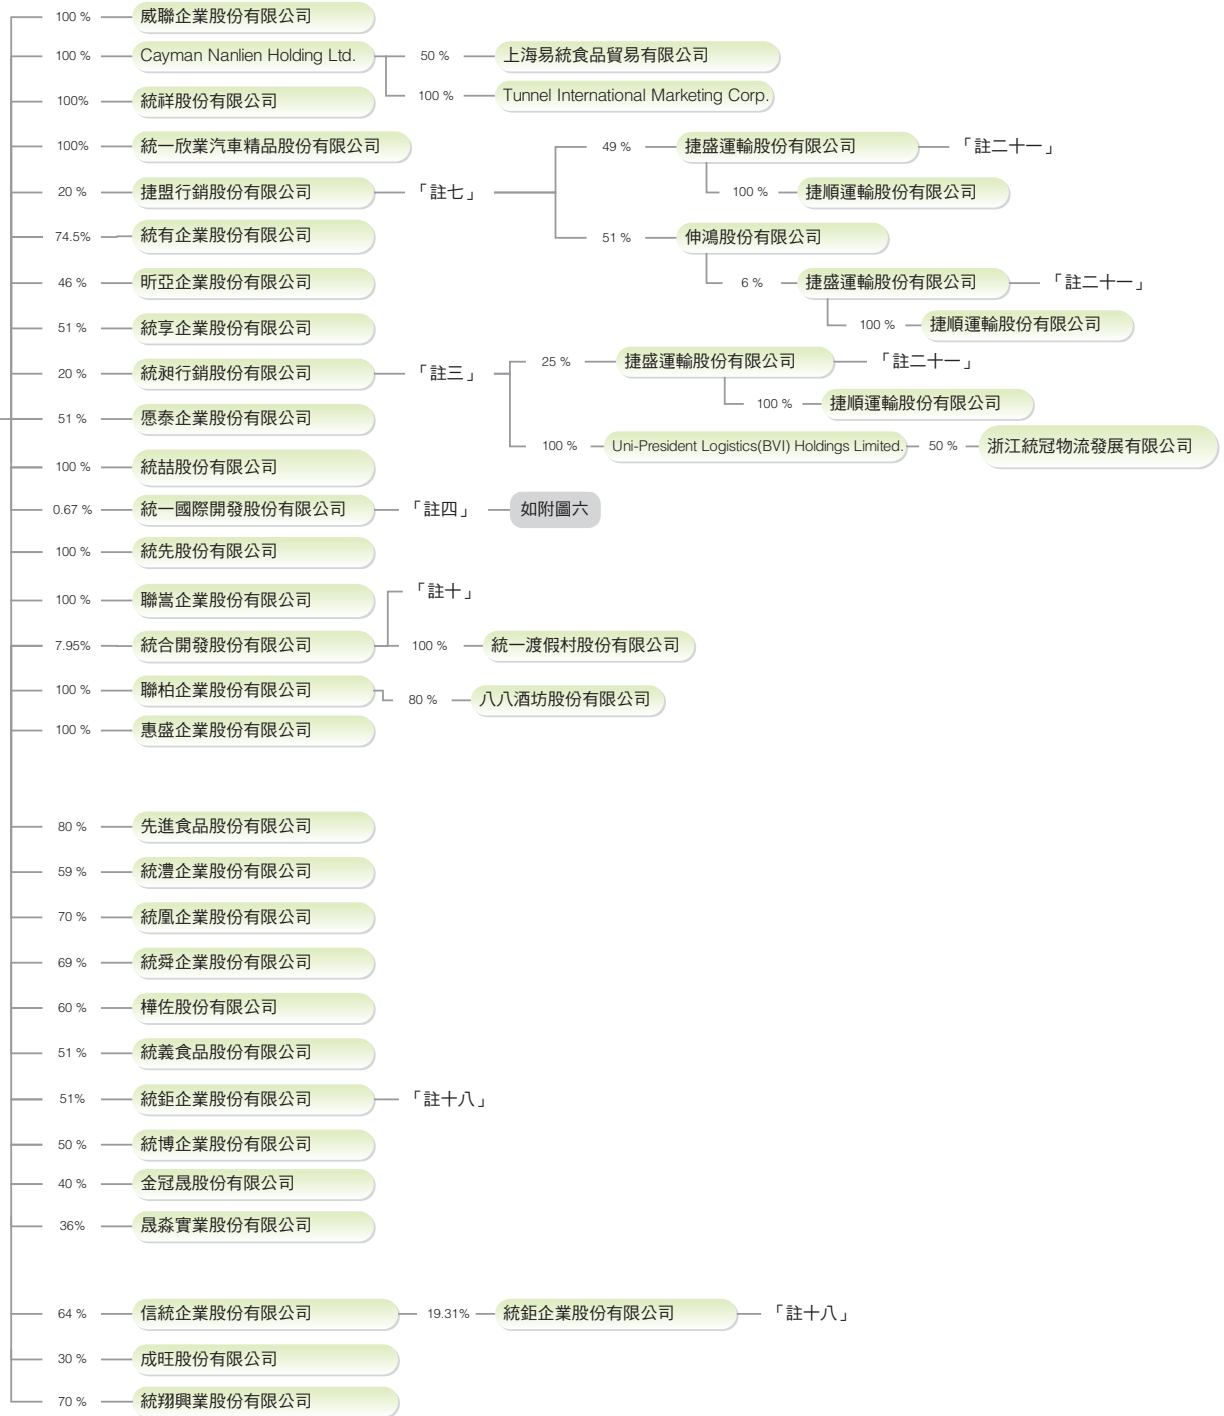 100 % 威聯企業股份有限公司
100 % Cayman Nanlien Holding Ltd. 50 % 上海易統食品貿易有限公司
100 % Tunnel International Marketing Corp.
100% 統祥股份有限公司
100% 統一欣業汽車精品股份有限公司 49 % 捷盛運輸股份有限公司 「註二十一」
20 % 捷盟行銷股份有限公司 「註七」 100 % 捷順運輸股份有限公司
74.5% 統有企業股份有限公司 51 % 伸鴻股份有限公司
46 % 昕亞企業股份有限公司 6 % 捷盛運輸股份有限公司 「註二十一」
51 % 統享企業股份有限公司 100 % 捷順運輸股份有限公司
25 % 捷盛運輸股份有限公司 「註二十一」
20 % 統昶行銷股份有限公司 「註三」
100 % 捷順運輸股份有限公司
51 % 愿泰企業股份有限公司
100 % Uni-President Logistics(BVI) Holdings Limited. 50 % 浙江統冠物流發展有限公司
100 % 統喆股份有限公司
0.67 % 統一國際開發股份有限公司 「註四」 如附圖六
100 % 統先股份有限公司
「註十」
100 % 聯嵩企業股份有限公司
7.95% 統合開發股份有限公司 100 % 統一渡假村股份有限公司
100 % 聯柏企業股份有限公司 80 % 八八酒坊股份有限公司
100 % 惠盛企業股份有限公司
80 % 先進食品股份有限公司
59 % 統灃企業股份有限公司
70 % 統凰企業股份有限公司
69 % 統舜企業股份有限公司
60 % 樺佐股份有限公司
51 % 統義食品股份有限公司
51% 統鉅企業股份有限公司 「註十八」
50 % 統博企業股份有限公司
40 % 金冠晟股份有限公司
36% 晟淼實業股份有限公司
64 % 信統企業股份有限公司 19.31% 統鉅企業股份有限公司 「註十八」
30 % 成旺股份有限公司
70 % 統翔興業股份有限公司